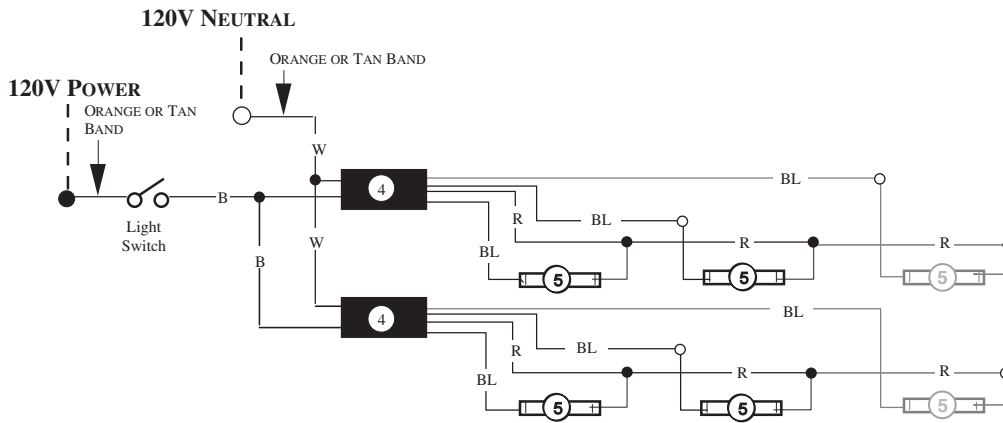 120V NEUTRAL
ORANGE OR TAN BAND
120V POWER
ORANGE OR TAN
BAND
W
4
BL
B
R
BL
R
R
Light
Switch
W
BL
B
5
5
5
4
BL
R
BL
R
R
BL
5
5
5